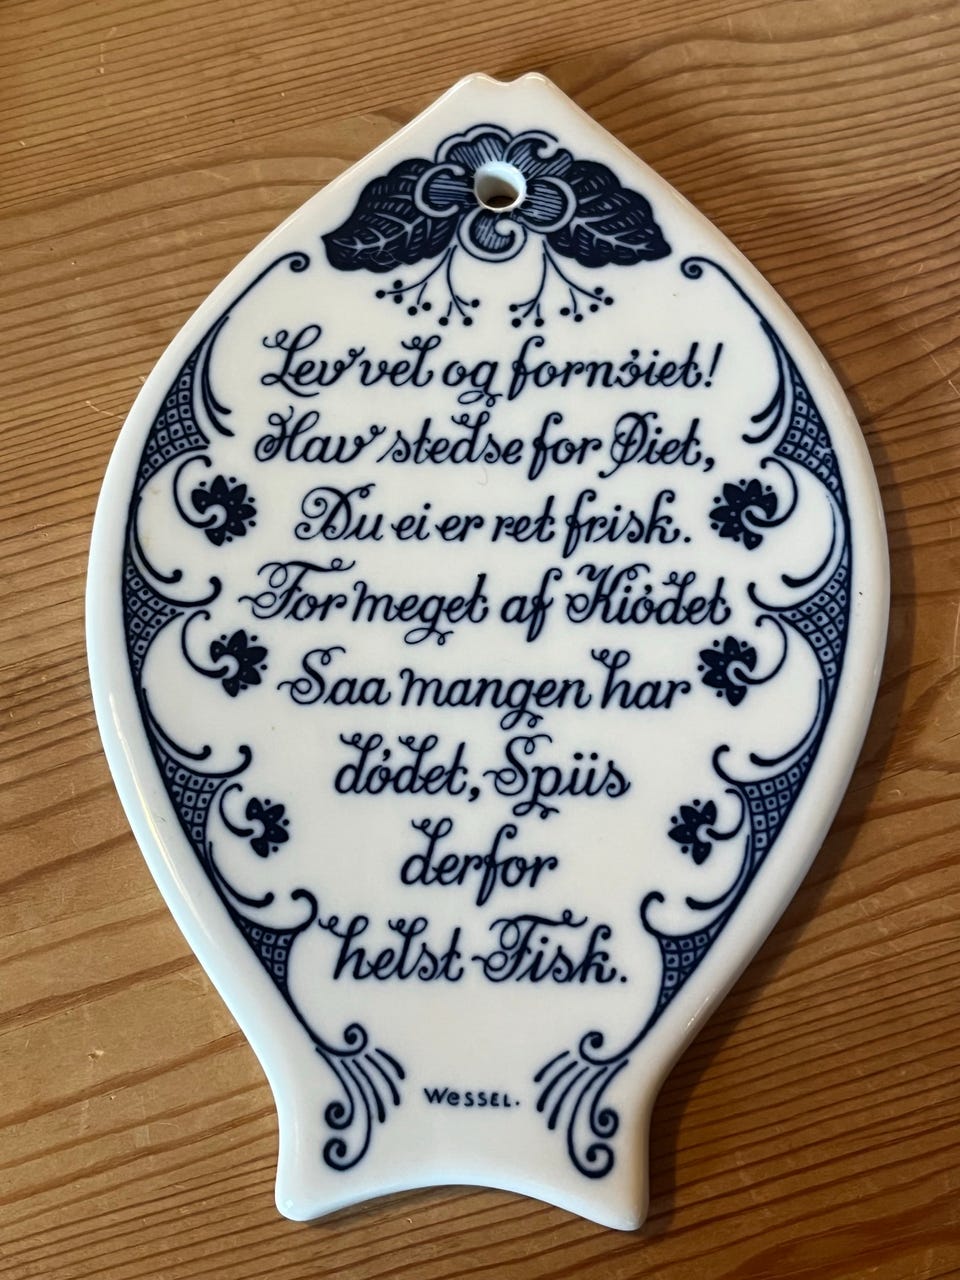 Lev vel og fornøiet!
Hav stedse for Øiet,
Du ei er ret frisk.
For meget af Kiødet
Saa mangen har
dødet, Spiis
derfor
helst Fisk.
WESSEL.